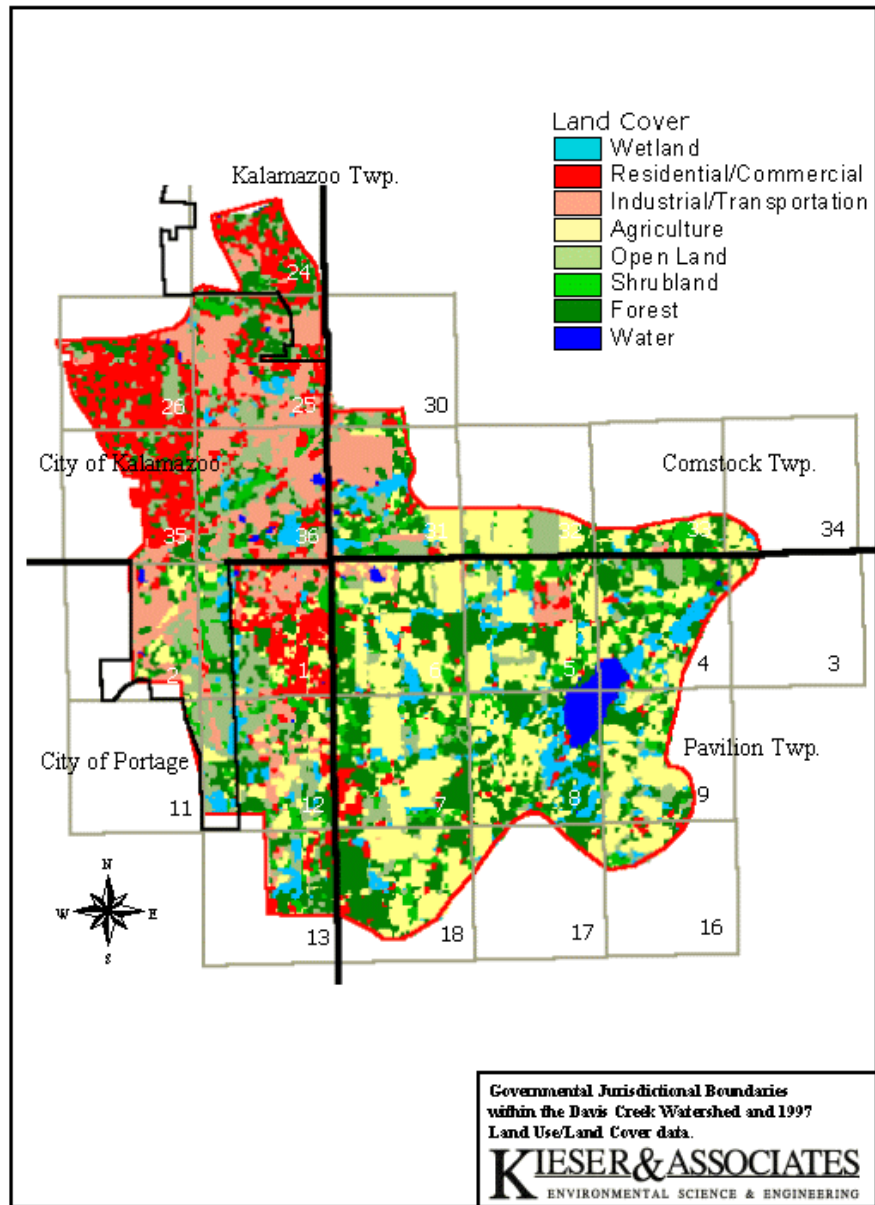 Land Cover
Wetland
Residential/Commercial
Industrial/Transportation
Agriculture
Open Land
Shrubland
Forest
Water
Kalamazoo Twp.
24
26
25
30
City of Kalamazoo
Comstock Twp.
35
36
31
32
33
34
2
1
6
5
4
3
City of Portage
Pavilion Twp.
11
12
7
8
9
N
W
E
S
13
18
17
16
Governmental Jurisdictional Boundaries
within the Davis Creek Watershed and 1997
Land Use/Land Cover data.
KIESER & ASSOCIATES
ENVIRONMENTAL SCIENCE & ENGINEERING